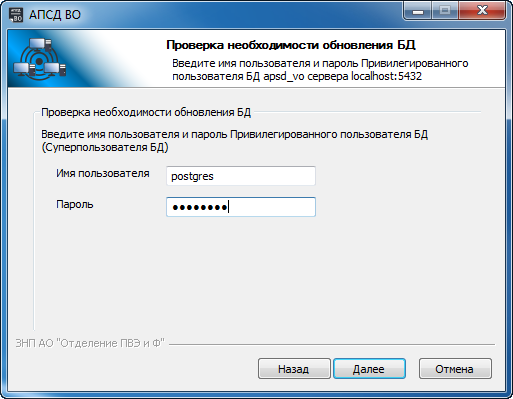 АПСД ВО
Проверка необходимости обновления БД
Введите имя пользователя и пароль Привилегированного
пользователя БД apsd_vo сервера localhost:5432
Проверка необходимости обновления БД
Введите имя пользователя и пароль Привилегированного пользователя БД
(Суперпользователя БД)
Имя пользователя
postgres
Пароль
●●●●●●●●
ЗНП АО "Отделение ПВЭ и Ф"
Назад
Далее
Отмена